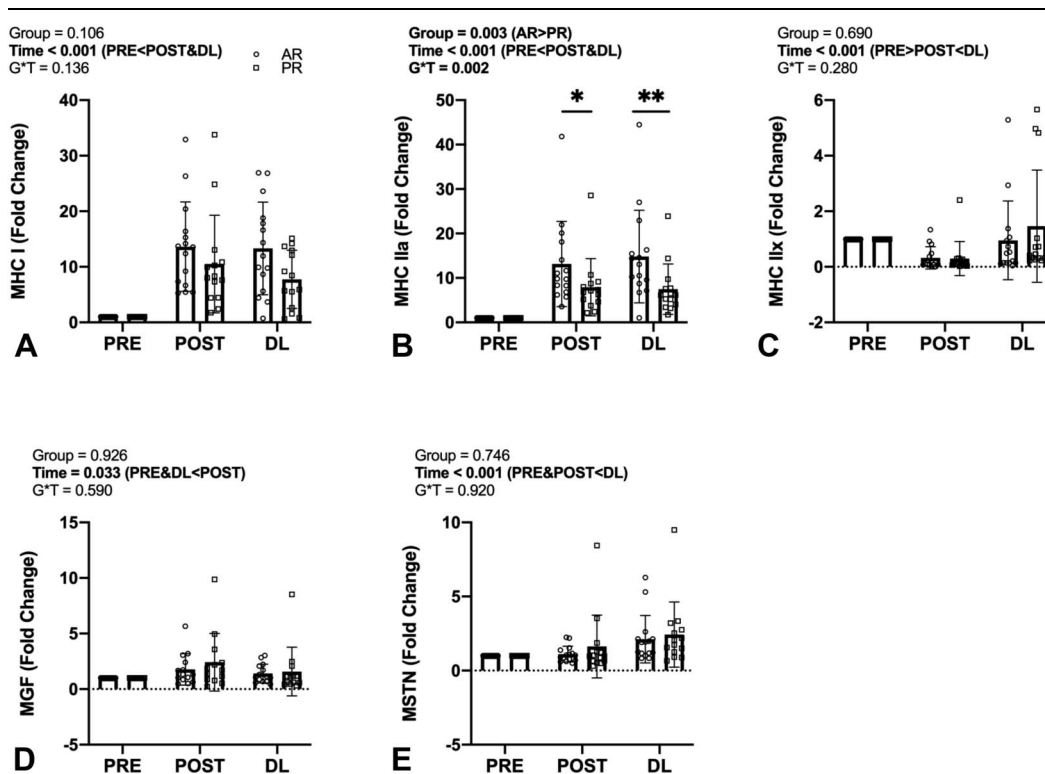 Group = 0.106
Time < 0.001 (PRE<POST&DL)
G*T = 0.136
AR
PR
MHC I (Fold Change)
40
30
20
10
0
PRE POST DL
A
Group = 0.003 (AR>PR)
Time < 0.001 (PRE<POST&DL)
G*T = 0.002
* **
MHC IIa (Fold Change)
50
40
30
20
10
0
PRE POST DL
B
Group = 0.690
Time < 0.001 (PRE>POST<DL)
G*T = 0.280
MHC IIx (Fold Change)
6
4
2
0
-2
PRE POST DL
C
Group = 0.926
Time = 0.033 (PRE&DL<POST)
G*T = 0.590
MGF (Fold Change)
15
10
5
0
-5
PRE POST DL
D
Group = 0.746
Time < 0.001 (PRE&POST<DL)
G*T = 0.920
MSTN (Fold Change)
10
5
0
-5
PRE POST DL
E